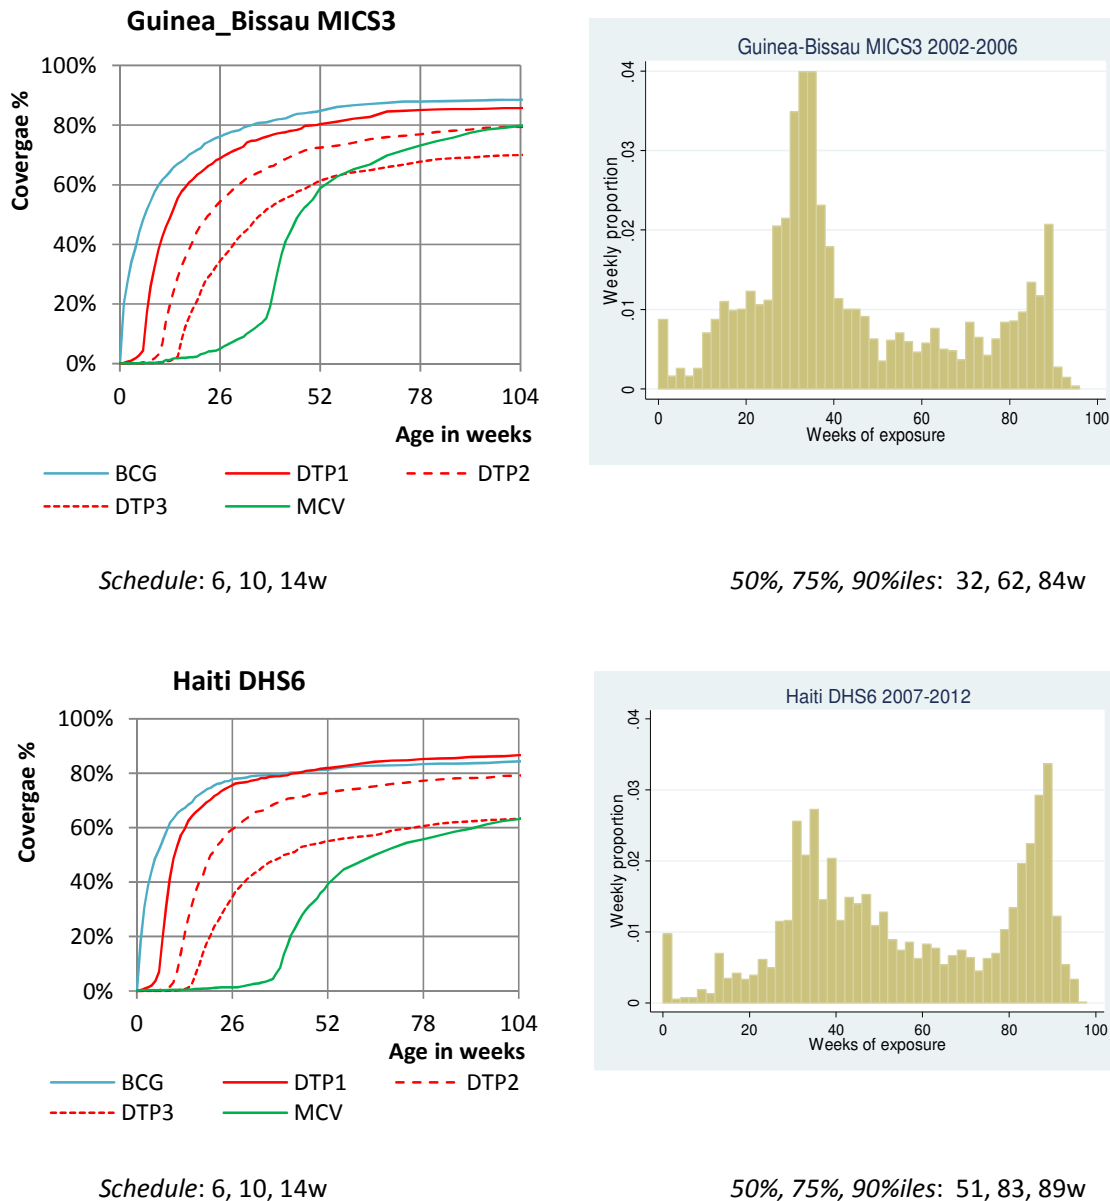 Guinea_Bissau MICS3
100%
80%
60%
40%
20%
0%
Covergae %
0 26 52 78 104
Age in weeks
BCG DTP1 DTP2
DTP3 MCV
Guinea-Bissau MICS3 2002-2006
.04
.03
.02
.01
0
Weekly proportion
0 20 40 60 80 100
Weeks of exposure
Schedule: 6, 10, 14w
50%, 75%, 90%iles: 32, 62, 84w
Haiti DHS6
100%
80%
60%
40%
20%
0%
Covergae %
0 26 52 78 104
Age in weeks
BCG DTP1 DTP2
DTP3 MCV
Haiti DHS6 2007-2012
.04
.03
.02
.01
0
Weekly proportion
0 20 40 60 80 100
Weeks of exposure
Schedule: 6, 10, 14w
50%, 75%, 90%iles: 51, 83, 89w